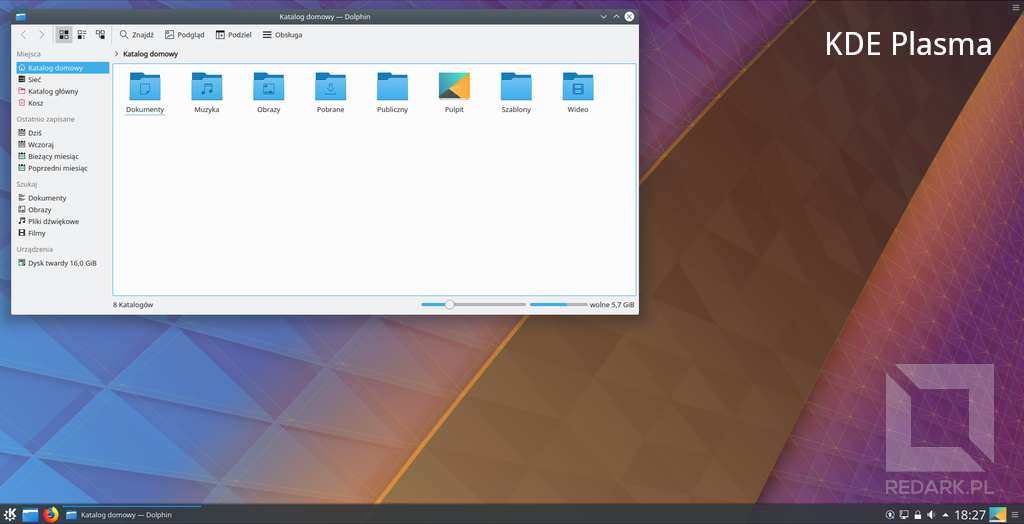 Katalog domowy — Dolphin
Znajdź Podgląd Podziel Obsługa
KDE Plasma
Miejsca
Katalog domowy
Sieć
Katalog główny
Kosz
Ostatnio zapisane
Dziś
Wczoraj
Bieżący miesiąc
Poprzedni miesiąc
Szukaj
Dokumenty
Obrazy
Pliki dźwiękowe
Filmy
Urządzenia
Dysk twardy 16,0 GiB
Katalog domowy
Dokumenty Muzyka Obrazy Pobrane Publiczny Pulpit Szablony Wideo
8 Katalogów wolne 5,7 GiB
REDARK.PL
Katalog domowy — Dolphin 18:27